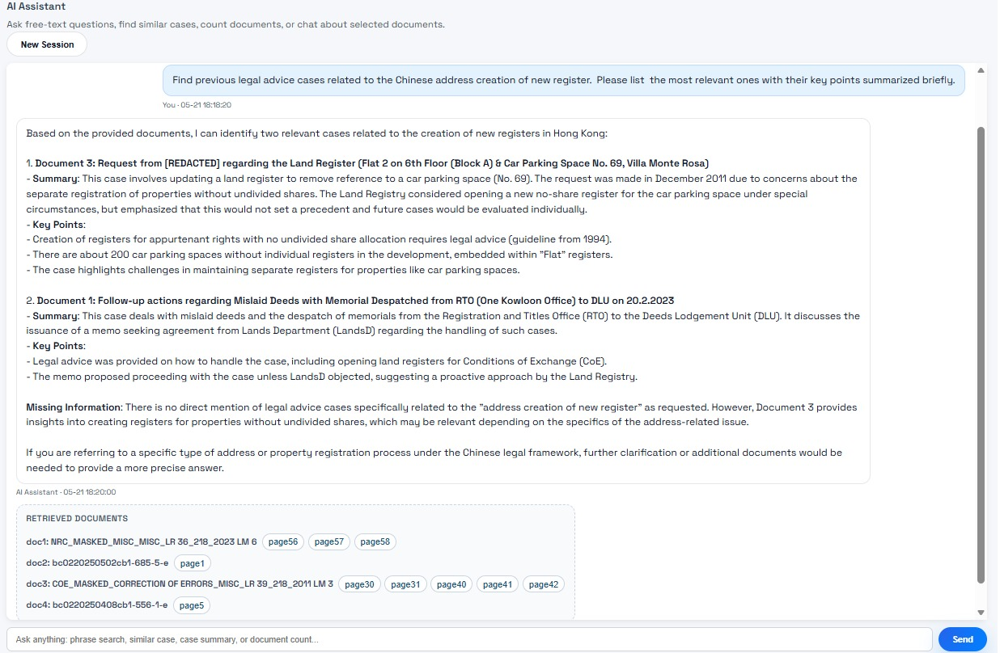 AI Assistant
Ask free-text questions, find similar cases, count documents, or chat about selected documents.
New Session
Find previous legal advice cases related to the Chinese address creation of new register.  Please list  the most relevant ones with their key points summarized briefly.
You · 05-21 18:18:20
Based on the provided documents, I can identify two relevant cases related to the creation of new registers in Hong Kong:
1. Document 3: Request from [REDACTED] regarding the Land Register (Flat 2 on 6th Floor (Block A) & Car Parking Space No. 69, Villa Monte Rosa)
- Summary: This case involves updating a land register to remove reference to a car parking space (No. 69). The request was made in December 2011 due to concerns about the
separate registration of properties without undivided shares. The Land Registry considered opening a new no-share register for the car parking space under special
circumstances, but emphasized that this would not set a precedent and future cases would be evaluated individually.
- Key Points:
- Creation of registers for appurtenant rights with no undivided share allocation requires legal advice (guideline from 1994).
- There are about 200 car parking spaces without individual registers in the development, embedded within "Flat" registers.
- The case highlights challenges in maintaining separate registers for properties like car parking spaces.
2. Document 1: Follow-up actions regarding Mislaid Deeds with Memorial Despatched from RTO (One Kowloon Office) to DLU on 20.2.2023
- Summary: This case deals with mislaid deeds and the despatch of memorials from the Registration and Titles Office (RTO) to the Deeds Lodgement Unit (DLU). It discusses the
issuance of a memo seeking agreement from Lands Department (LandsD) regarding the handling of such cases.
- Key Points:
- Legal advice was provided on how to handle the case, including opening land registers for Conditions of Exchange (CoE).
- The memo proposed proceeding with the case unless LandsD objected, suggesting a proactive approach by the Land Registry.
Missing Information: There is no direct mention of legal advice cases specifically related to the "address creation of new register" as requested. However, Document 3 provides
insights into creating registers for properties without undivided shares, which may be relevant depending on the specifics of the address-related issue.
If you are referring to a specific type of address or property registration process under the Chinese legal framework, further clarification or additional documents would be
needed to provide a more precise answer.
AI Assistant · 05-21 18:20:00
RETRIEVED DOCUMENTS
doc1: NRC_MASKED_MISC_MISC_LR 36_218_2023 LM 6 page56 page57 page58
doc2: bc0220250502cb1-685-5-e page1
doc3: COE_MASKED_CORRECTION OF ERRORS_MISC_LR 39_218_2011 LM 3 page30 page31 page40 page41 page42
doc4: bc0220250408cb1-556-1-e page5
Ask anything: phrase search, similar case, case summary, or document count... Send